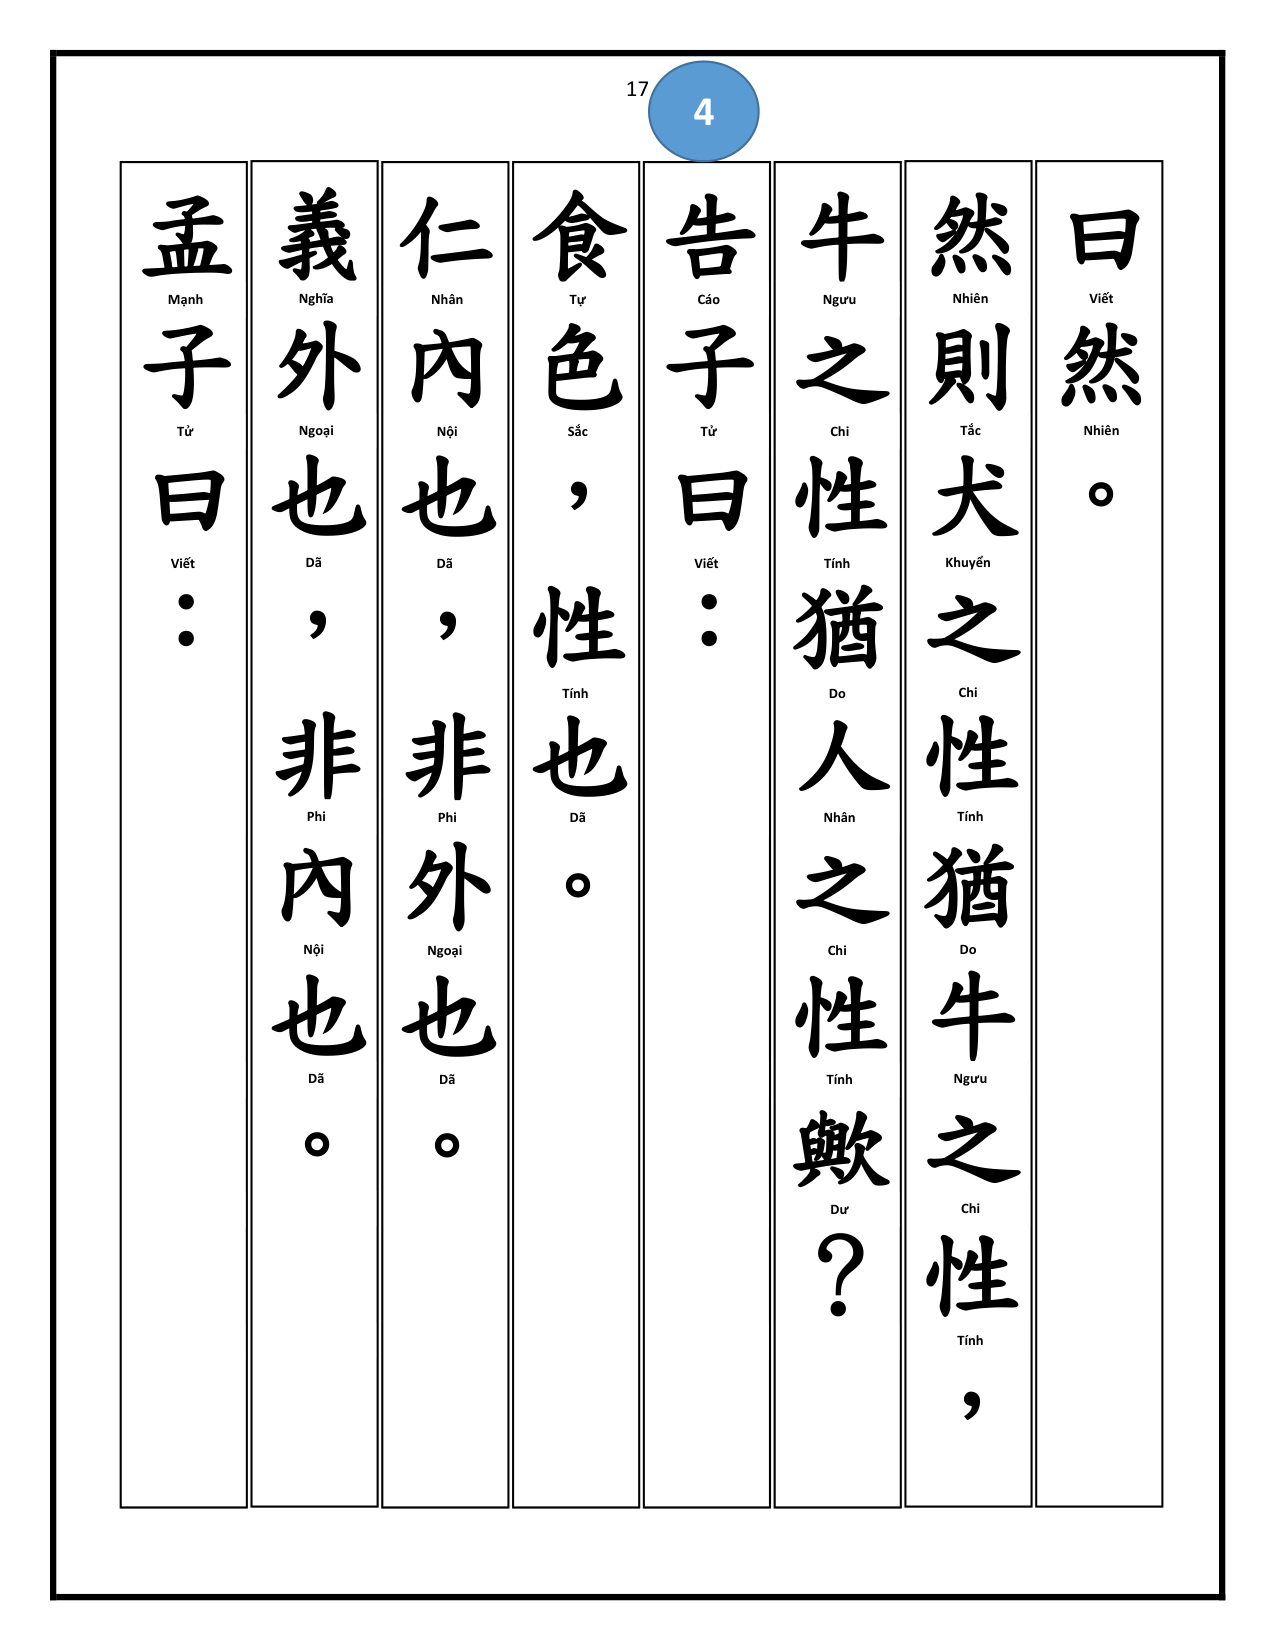 17
4
曰然。
Viết Nhiên
然則犬之性猶牛之性，
Nhiên Tắc Khuyển Chi Tính Do Ngưu Chi Tính
牛之性猶人之性歟？
Ngưu Chi Tính Do Nhân Chi Tính Dư
告子曰：
Cáo Tử Viết
食色，性也。
Tự Sắc Tính Dã
仁內也，非外也。
Nhân Nội Dã Phi Ngoại Dã
義外也，非內也。
Nghĩa Ngoại Dã Phi Nội Dã
孟子曰：
Mạnh Tử Viết